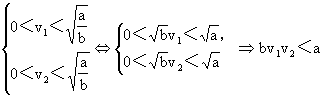 0＜v₁＜√(a/b) ⇔ 0＜√b v₁＜√a， ⇒ bv₁v₂＜a
0＜v₂＜√(a/b) 0＜√b v₂＜√a